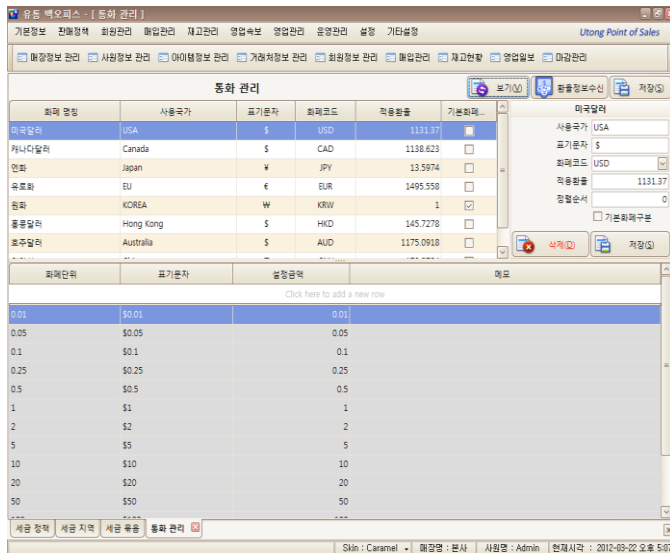 유통 백오피스 - [ 통화 관리 ]
기본정보 판매정책 회원관리 매입관리 재고관리 영업속보 영업관리 운영관리 설정 기타설정 Utong Point of Sales
매장정보 관리 사원정보 관리 아이템정보 관리 거래처정보 관리 회원정보 관리 매입관리 재고현황 영업일보 마감관리
통화 관리 보기(V) 환율정보수신 저장(S)
화폐 명칭 사용국가 표기문자 화폐코드 적용환율 기본화폐...
미국달러 USA $ USD 1131.37
캐나다달러 Canada $ CAD 1138.623
엔화 Japan ¥ JPY 13.5974
유로화 EU € EUR 1495.558
원화 KOREA ₩ KRW 1
홍콩달러 Hong Kong $ HKD 145.7278
호주달러 Australia $ AUD 1175.0918
미국달러
사용국가 USA
표기문자 $
화폐코드 USD
적용환율 1131.37
정렬순서 0
기본화폐구분
삭제(D) 저장(S)
화폐단위 표기문자 설정금액 메모
Click here to add a new row
0.01 $0.01 0.01
0.05 $0.05 0.05
0.1 $0.1 0.1
0.25 $0.25 0.25
0.5 $0.5 0.5
1 $1 1
2 $2 2
5 $5 5
10 $10 10
20 $20 20
50 $50 50
세금 정책 세금 지역 세금 묶음 통화 관리
Skin : Caramel 매장명 : 본사 사원명 : Admin 현재시각 : 2012-03-22 오후 5:0